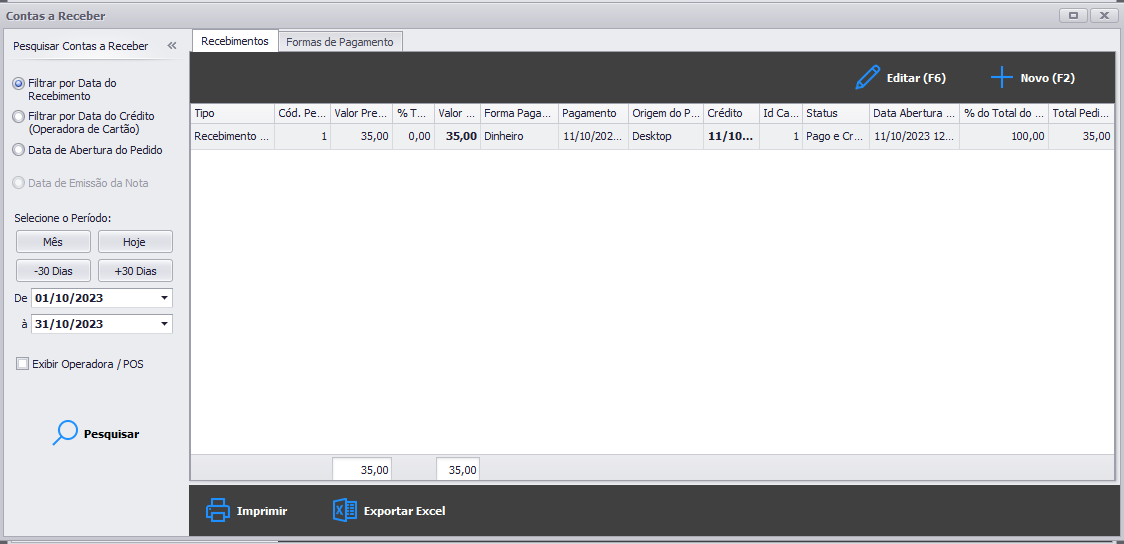 Contas a Receber
Pesquisar Contas a Receber
Filtrar por Data do
Recebimento
Filtrar por Data do Crédito
(Operadora de Cartão)
Data de Abertura do Pedido
Data de Emissão da Nota
Selecione o Período:
Mês Hoje
-30 Dias +30 Dias
De 01/10/2023
à 31/10/2023
Exibir Operadora / POS
Pesquisar
Recebimentos Formas de Pagamento
Editar (F6) Novo (F2)
Tipo Cód. Pe... Valor Pre... % T... Valor ... Forma Paga... Pagamento Origem do P... Crédito Id Ca... Status Data Abertura ... % do Total do ... Total Pedi...
Recebimento ... 1 35,00 0,00 35,00 Dinheiro 11/10/202... Desktop 11/10... 1 Pago e Cr... 11/10/2023 12... 100,00 35,00
35,00 35,00
Imprimir Exportar Excel